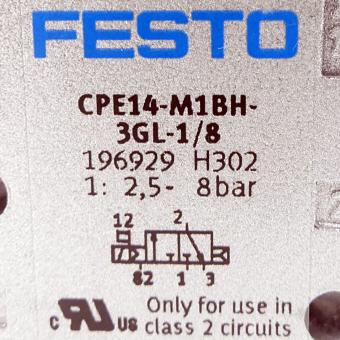 FESTO
CPE14-M1BH-
3GL-1/8
196929 H302
1: 2,5- 8bar
12 2
82 1 3
c RU US Only for use in
class 2 circuits